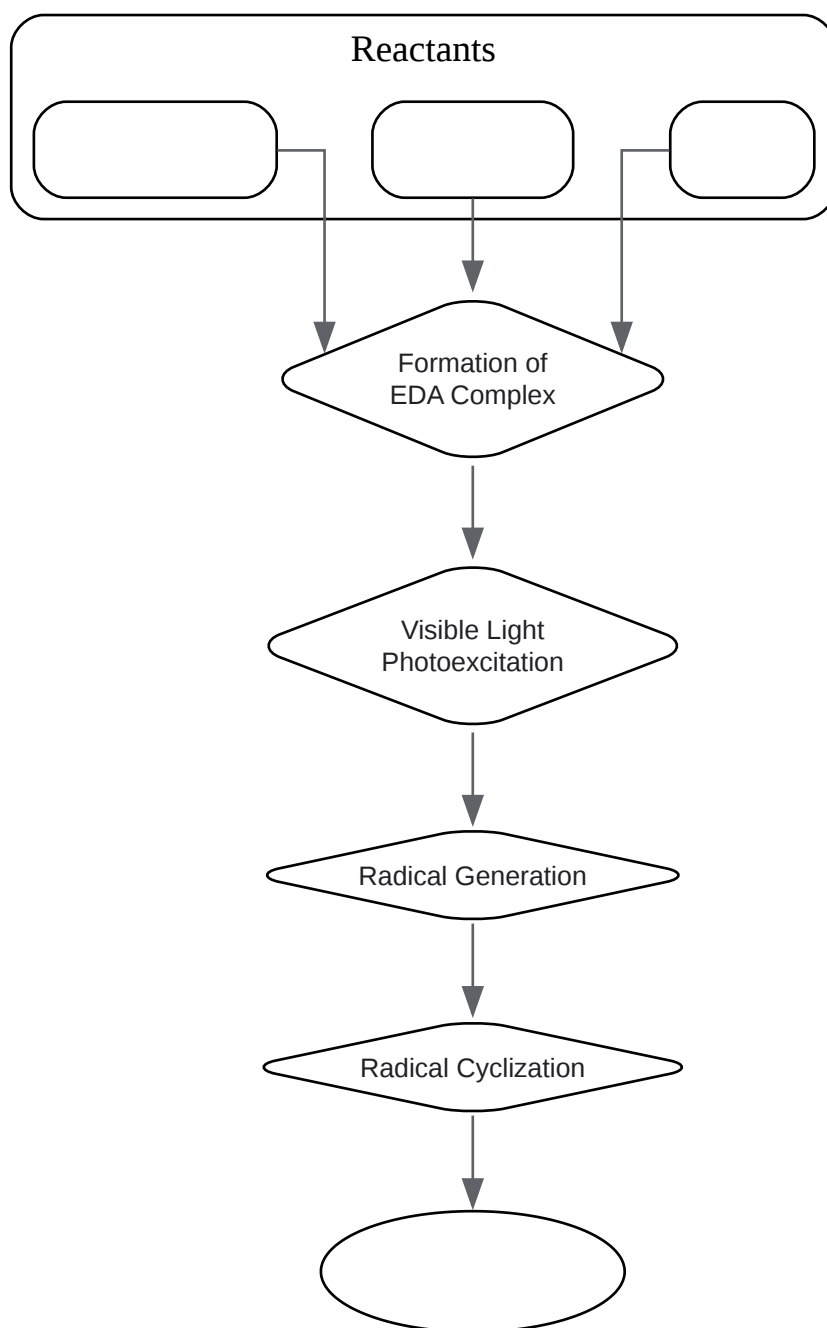 Reactants
Formation of
EDA Complex
Visible Light
Photoexcitation
Radical Generation
Radical Cyclization